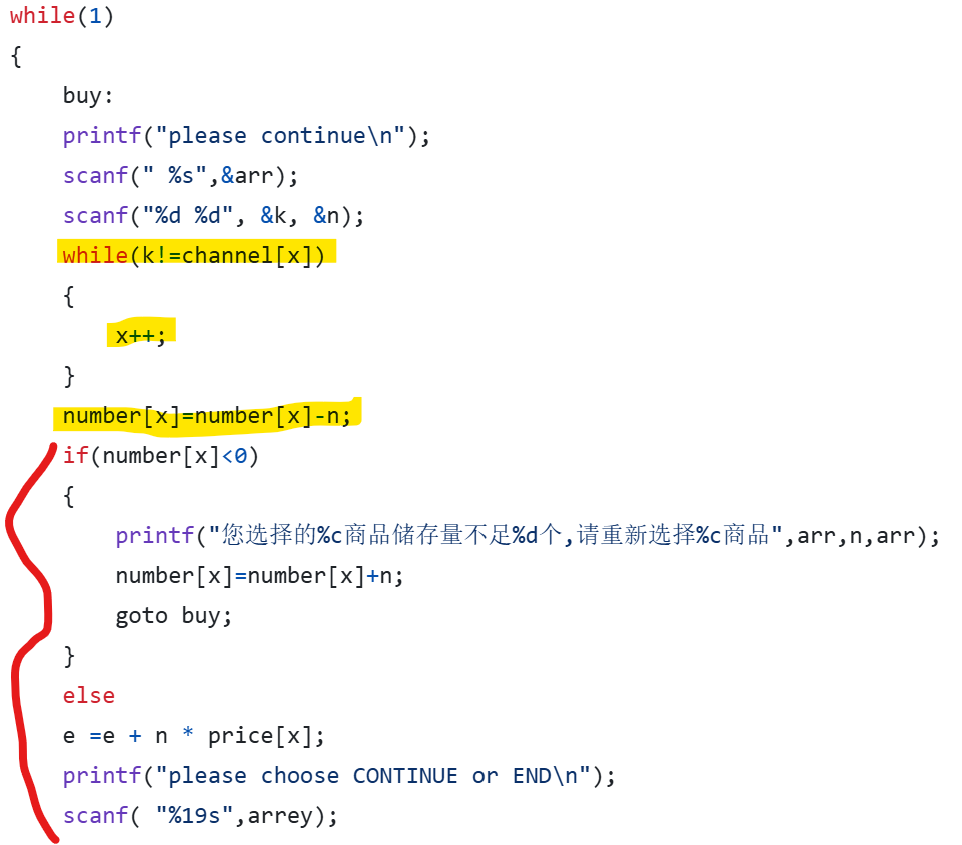 while(1)
{
    buy:
    printf("please continue\n");
    scanf(" %s",&arr);
    scanf("%d %d", &k, &n);
    while(k!=channel[x])
    {
        x++;
    }
    number[x]=number[x]-n;
    if(number[x]<0)
    {
        printf("您选择的%c商品储存量不足%d个,请重新选择%c商品",arr,n,arr);
        number[x]=number[x]+n;
        goto buy;
    }
    else
    e =e + n * price[x];
    printf("please choose CONTINUE or END\n");
    scanf( "%19s",arrey);